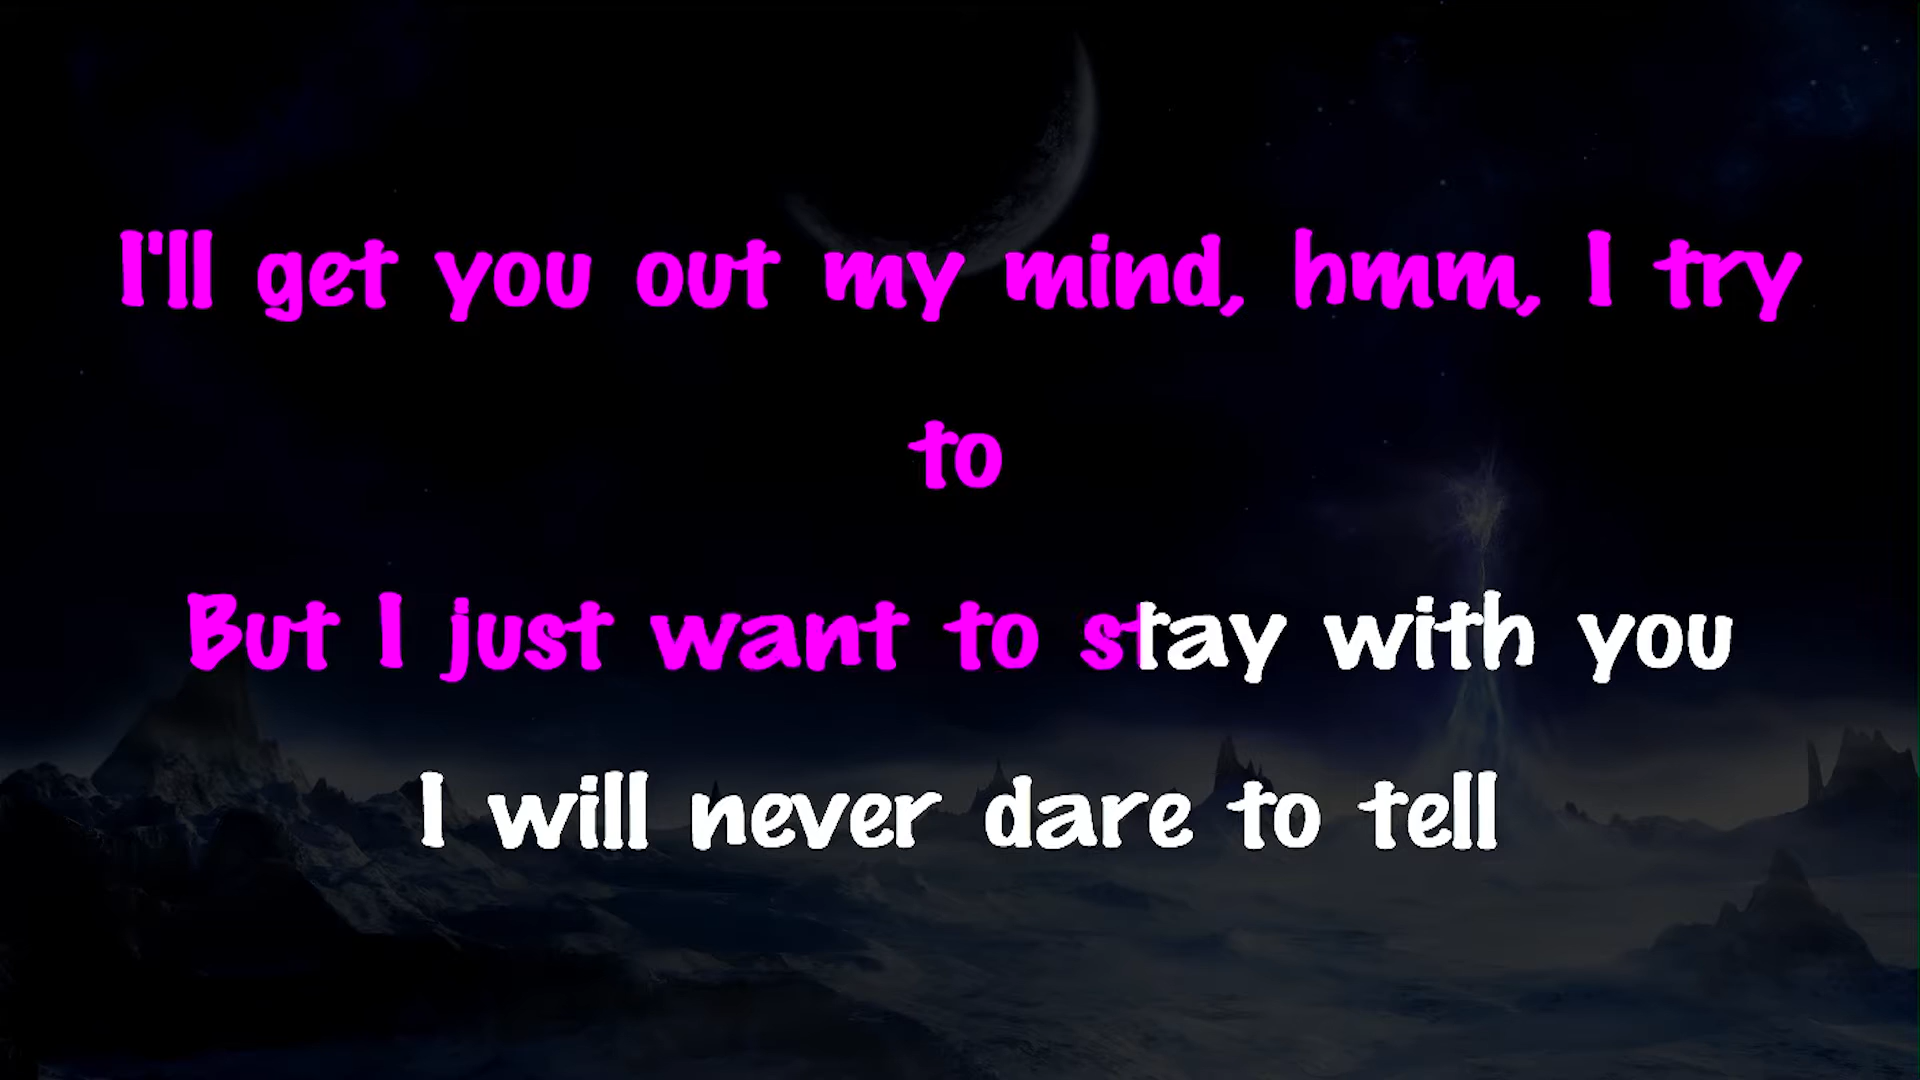 I'll get you out my mind, hmm, I try
to
But I just want to stay with you
I will never dare to tell